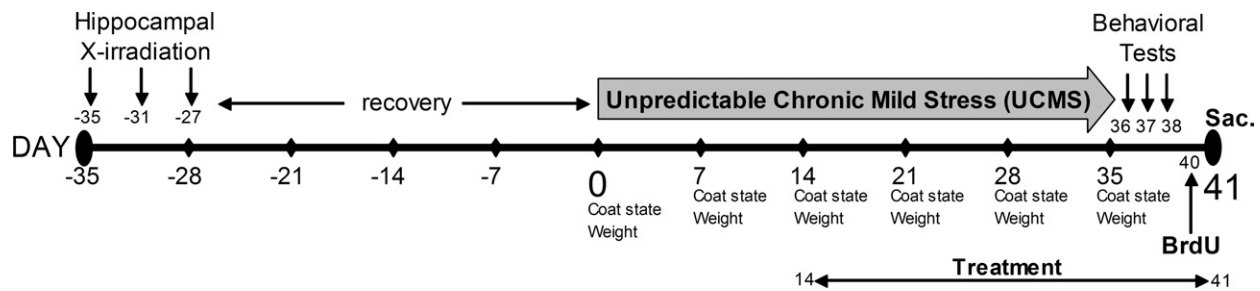 Hippocampal
X-irradiation
-35 -31 -27
recovery
Unpredictable Chronic Mild Stress (UCMS)
Behavioral
Tests
36 37 38
Sac.
DAY
-35 -28 -21 -14 -7 0 7 14 21 28 35 40 41
Coat state Coat state Coat state Coat state Coat state Coat state
Weight Weight Weight Weight Weight Weight
BrdU
14 Treatment 41